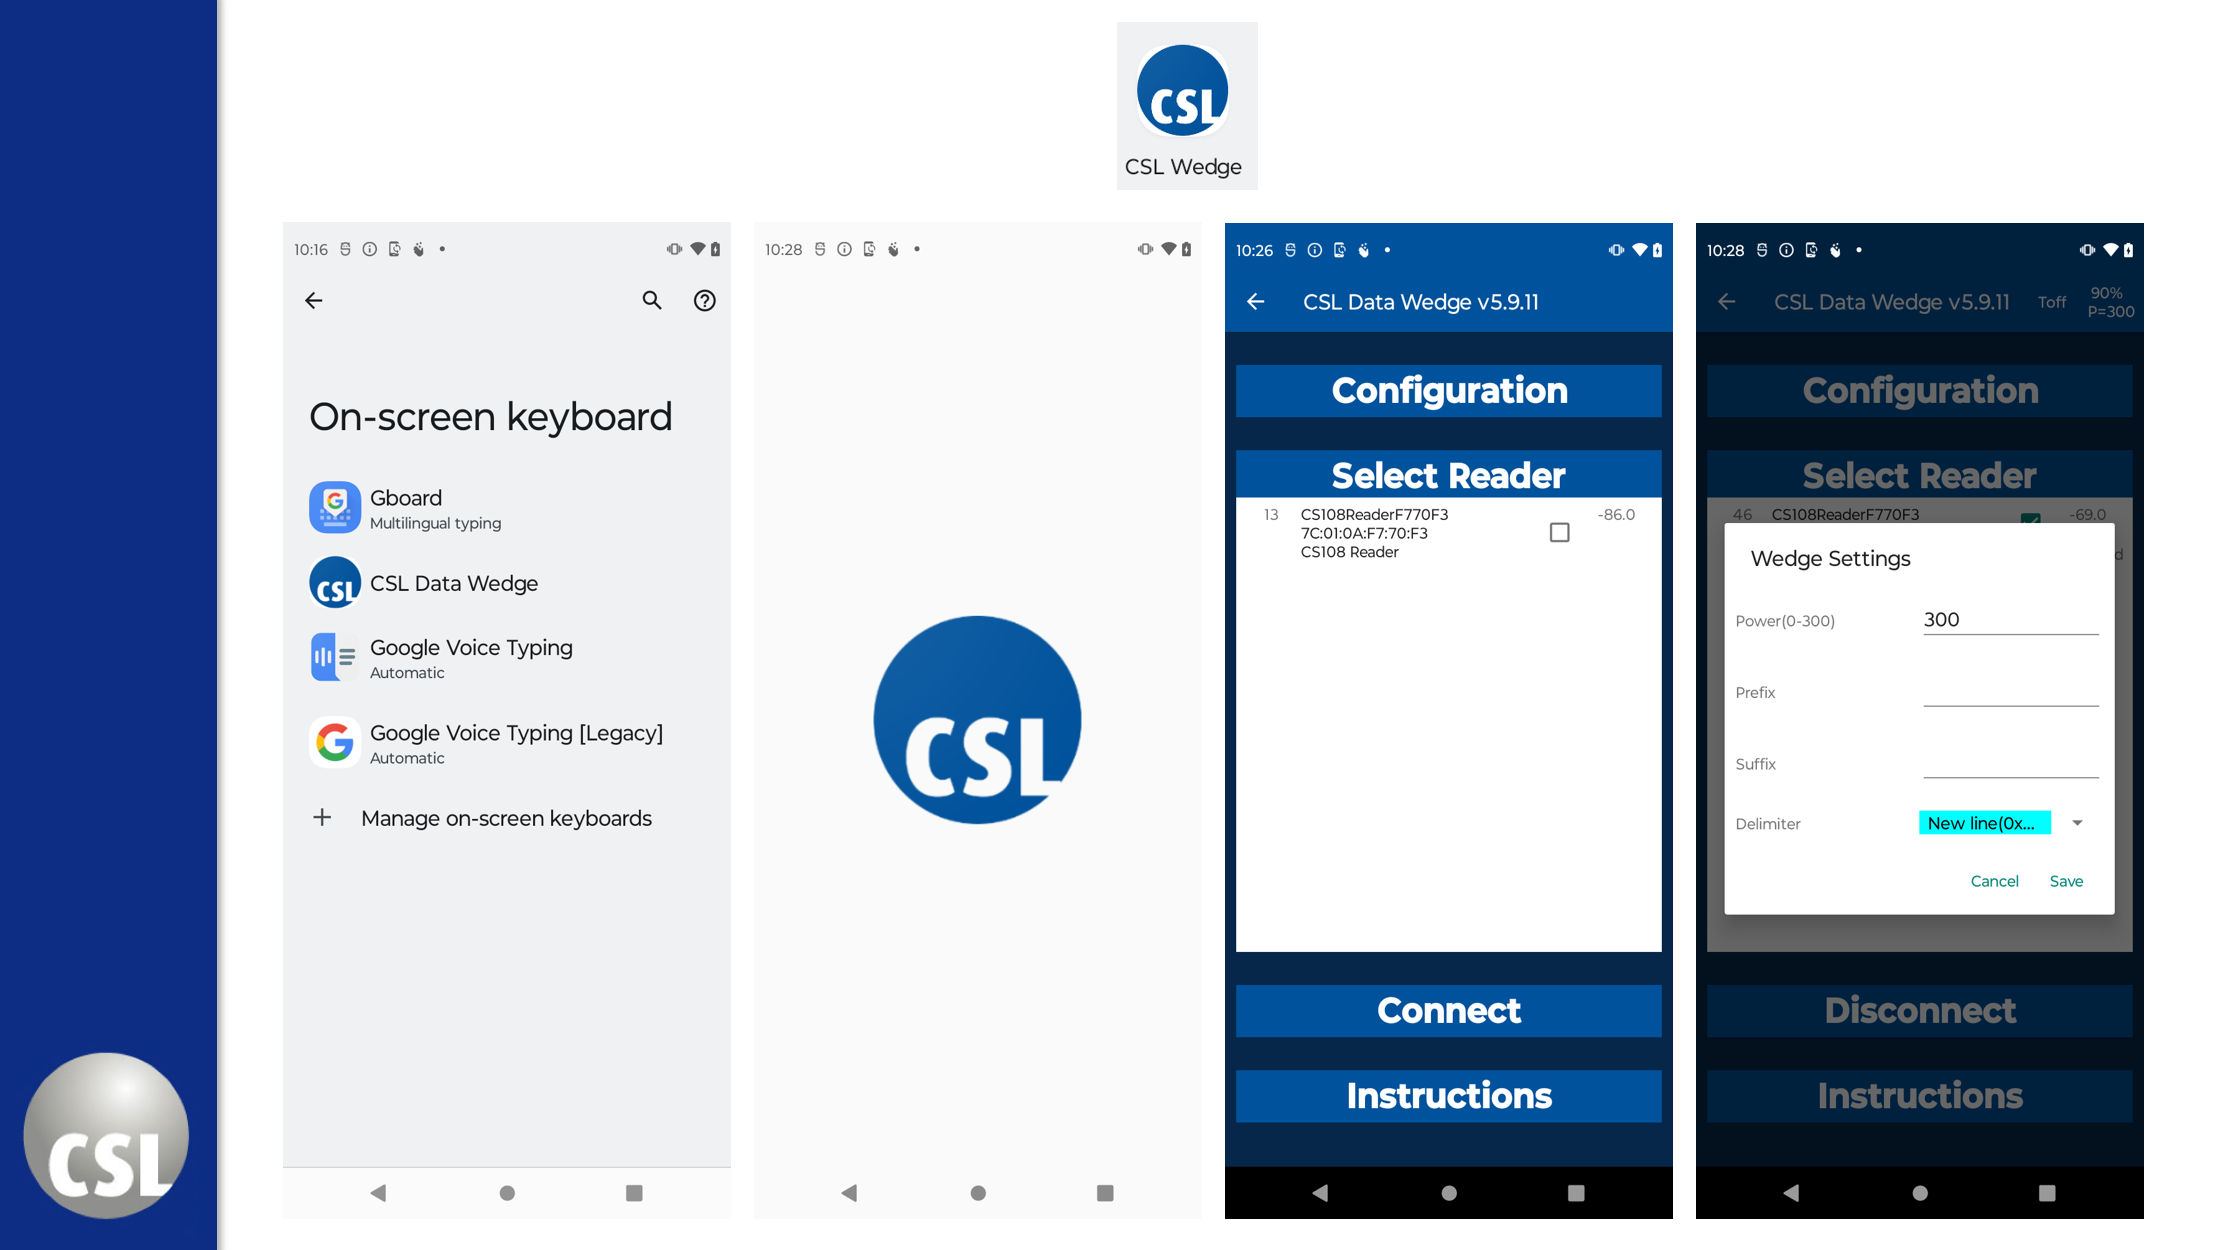 CSL
CSL Wedge
10:16
On-screen keyboard
Gboard
Multilingual typing
CSL
CSL Data Wedge
Google Voice Typing
Automatic
Google Voice Typing [Legacy]
Automatic
Manage on-screen keyboards
10:28
CSL
10:26
CSL Data Wedge v5.9.11
Configuration
Select Reader
13 CS108ReaderF770F3 -86.0
7C:01:0A:F7:70:F3
CS108 Reader
Connect
Instructions
10:28
CSL Data Wedge v5.9.11 Toff 90%
P=300
Configuration
Select Reader
46 CS108ReaderF770F3 -69.0
d
Wedge Settings
Power(0-300) 300
Prefix
Suffix
Delimiter New line(0x...
Cancel Save
Disconnect
Instructions
CSL